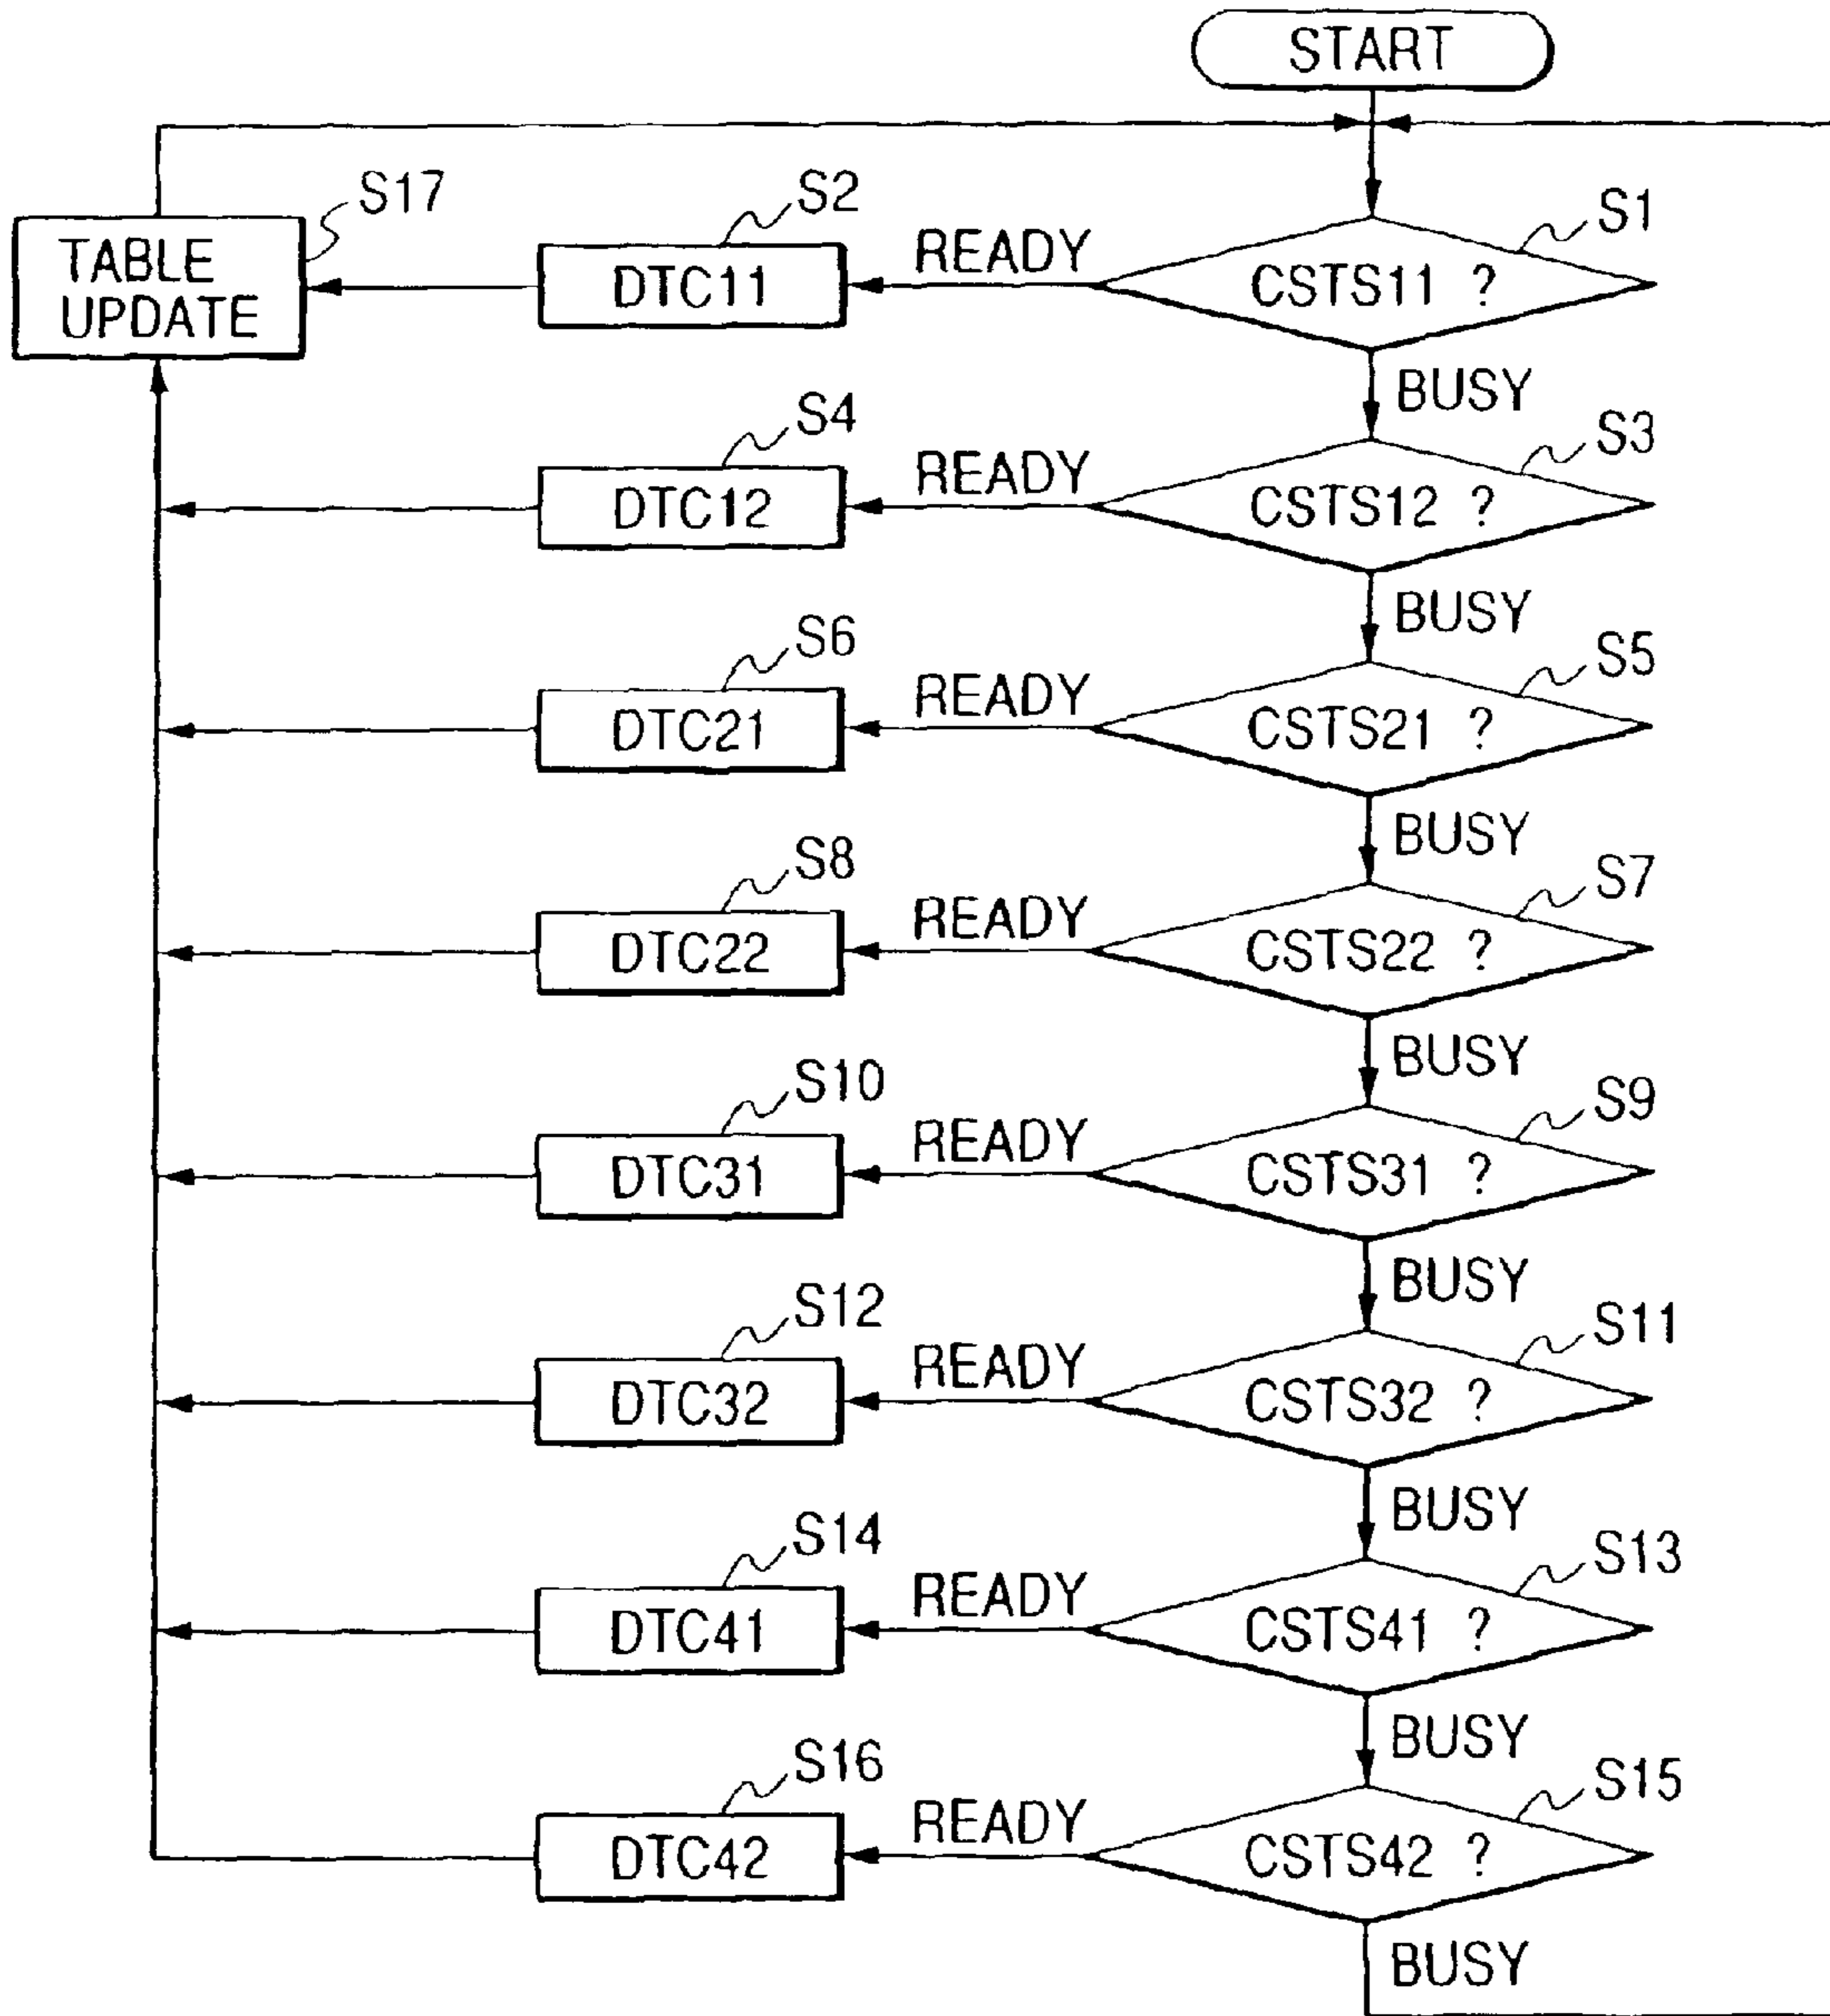 START
S17
S2
S1
TABLE
UPDATE
DTC11
READY
CSTS11 ?
BUSY
S4
S3
DTC12
READY
CSTS12 ?
BUSY
S6
S5
DTC21
READY
CSTS21 ?
BUSY
S8
S7
DTC22
READY
CSTS22 ?
BUSY
S10
S9
DTC31
READY
CSTS31 ?
BUSY
S12
S11
DTC32
READY
CSTS32 ?
BUSY
S14
S13
DTC41
READY
CSTS41 ?
BUSY
S16
S15
DTC42
READY
CSTS42 ?
BUSY